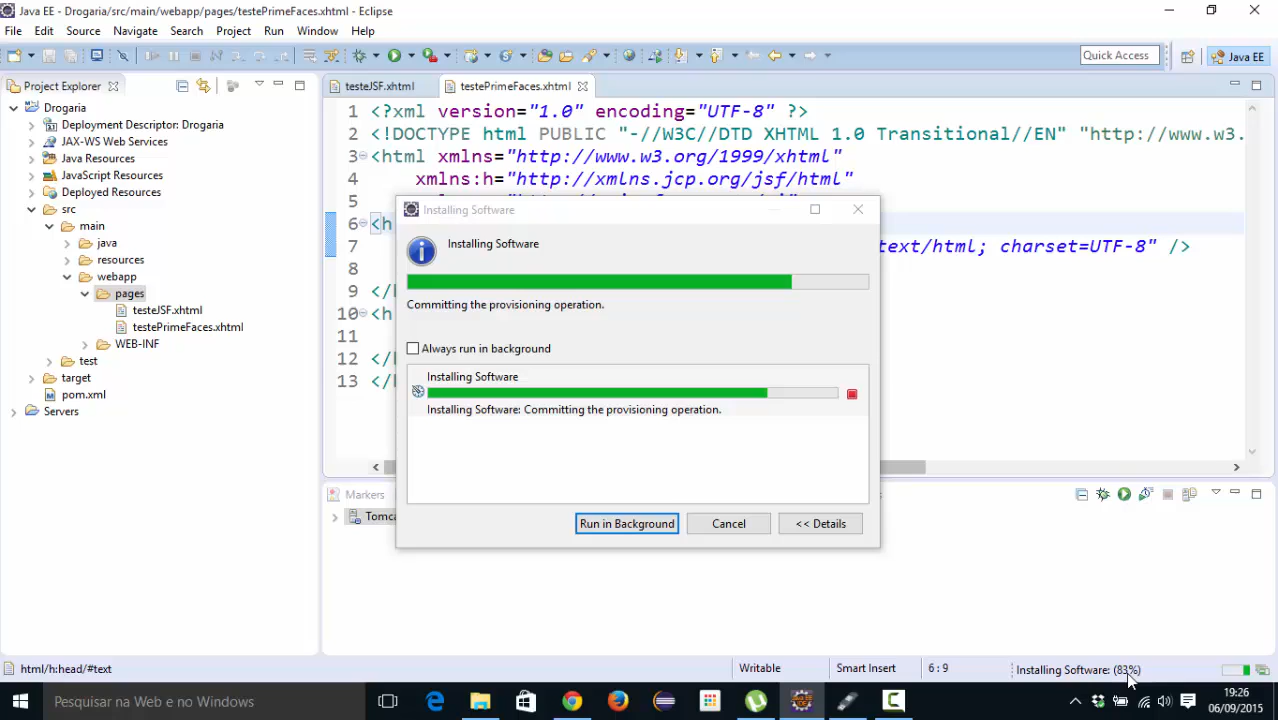 Java EE - Drogaria/src/main/webapp/pages/testePrimeFaces.xhtml - Eclipse
File Edit Source Navigate Search Project Run Window Help
Quick Access
Java EE
Project Explorer
testeJSF.xhtml
testePrimeFaces.xhtml
Drogaria
Deployment Descriptor: Drogaria
JAX-WS Web Services
Java Resources
JavaScript Resources
Deployed Resources
src
main
java
resources
webapp
pages
testeJSF.xhtml
testePrimeFaces.xhtml
WEB-INF
test
target
pom.xml
Servers
1 <?xml version="1.0" encoding="UTF-8" ?>
2 <!DOCTYPE html PUBLIC "-//W3C//DTD XHTML 1.0 Transitional//EN" "http://www.w3.
3 <html xmlns="http://www.w3.org/1999/xhtml"
4 xmlns:h="http://xmlns.jcp.org/jsf/html"
5
6 <h
7 text/html; charset=UTF-8" />
8
9 </
10 <h
11
12 </
13 </
Installing Software
Installing Software
Committing the provisioning operation.
Always run in background
Installing Software
Installing Software: Committing the provisioning operation.
Run in Background
Cancel
<< Details
Markers
Tomc
html/h:head/#text
Writable
Smart Insert
6 : 9
Installing Software: (83%)
Pesquisar na Web e no Windows
19:26
06/09/2015